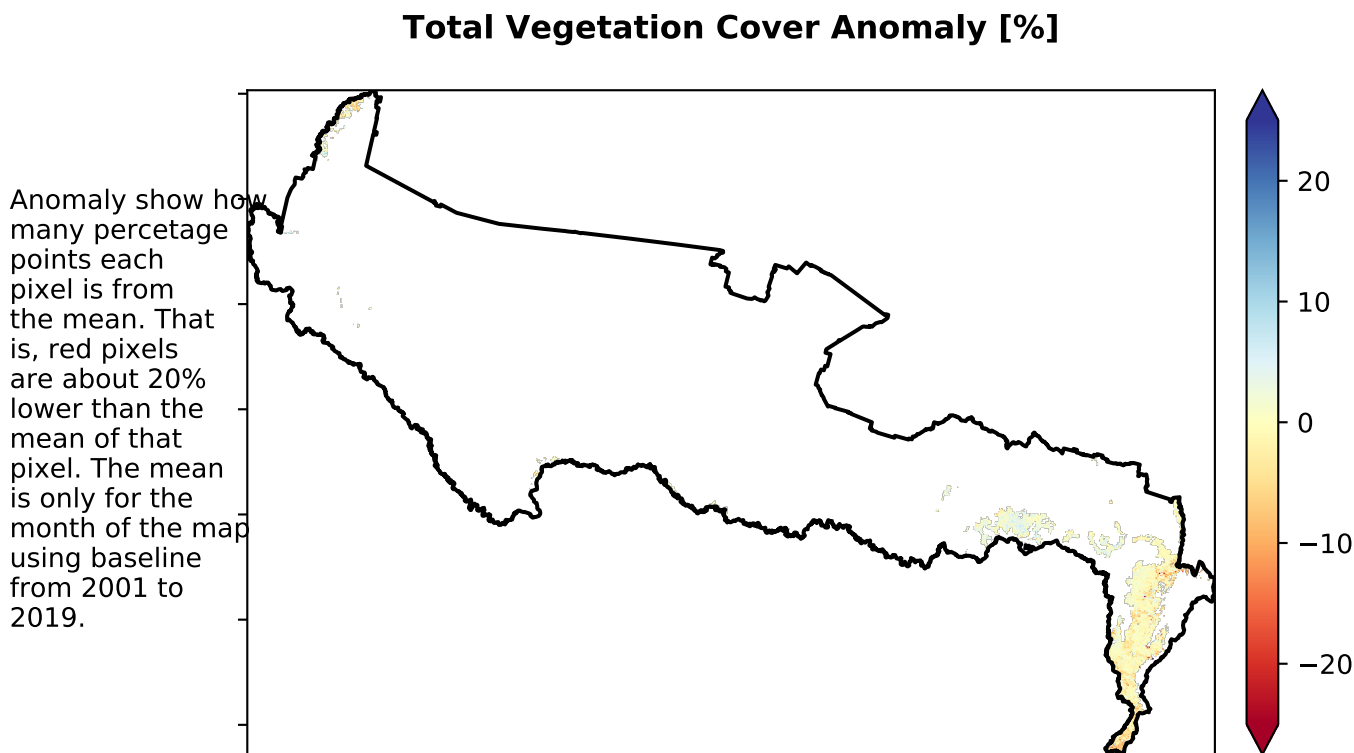 Total Vegetation Cover Anomaly [%]
Anomaly show how
many percetage
points each
pixel is from
the mean. That
is, red pixels
are about 20%
lower than the
mean of that
pixel. The mean
is only for the
month of the map
using baseline
from 2001 to
2019.
20
10
0
−10
−20